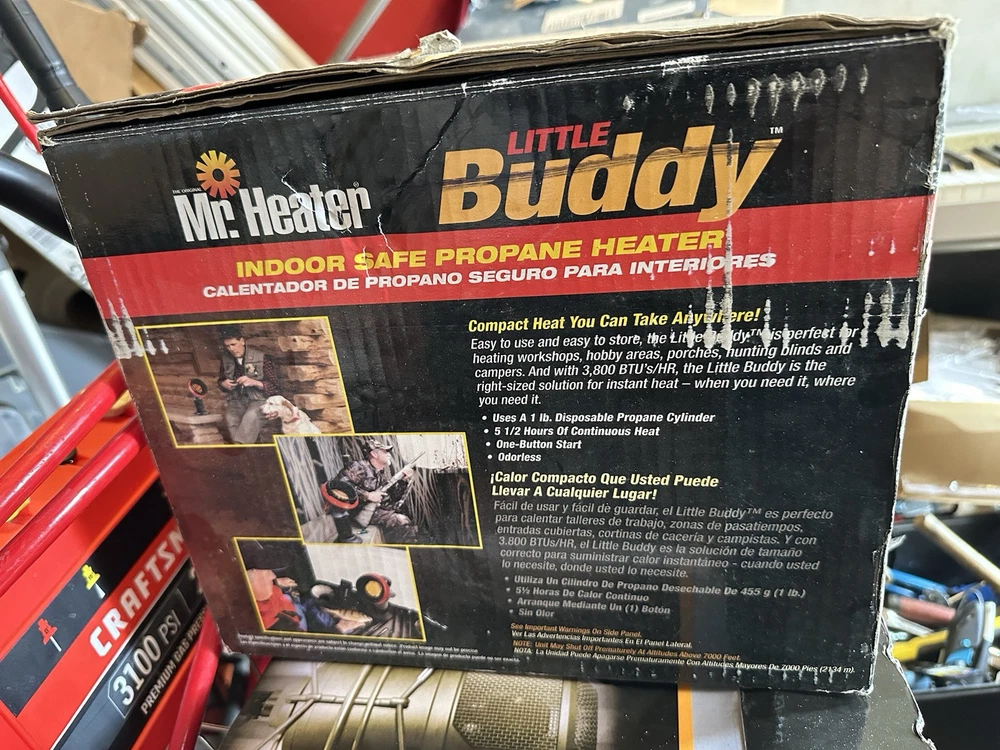 THE ORIGINAL
Mr. Heater®
LITTLE
Buddy™
INDOOR SAFE PROPANE HEATER
CALENTADOR DE PROPANO SEGURO PARA INTERIORES
Compact Heat You Can Take Anywhere!
Easy to use and easy to store, the Little Buddy™ is perfect for
heating workshops, hobby areas, porches, hunting blinds and
campers. And with 3,800 BTU's/HR, the Little Buddy is the
right-sized solution for instant heat – when you need it, where
you need it.
• Uses A 1 lb. Disposable Propane Cylinder
• 5 1/2 Hours Of Continuous Heat
• One-Button Start
• Odorless
¡Calor Compacto Que Usted Puede
Llevar A Cualquier Lugar!
Fácil de usar y fácil de guardar, el Little Buddy™ es perfecto
para calentar talleres de trabajo, zonas de pasatiempos,
entradas cubiertas, cortinas de cacería y campistas. Y con
3.800 BTUs/HR, el Little Buddy es la solución de tamaño
correcto para suministrar calor instantáneo - cuando usted
lo necesite, donde usted lo necesite.
• Utiliza Un Cilindro De Propano Desechable De 455 g (1 lb.)
• 5½ Horas De Calor Continuo
• Arranque Mediante Un (1) Botón
• Sin Olor
See Important Warnings On Side Panel.
Ver Las Advertencias Importantes En El Panel Lateral.
NOTE: Unit May Shut Off Prematurely At Altitudes Above 7000 Feet.
NOTA: La Unidad Puede Apagarse Prematuramente Con Altitudes Mayores De 7000 Pies (2134 m).
CRAFTSM
3100 PSI
PREMIUM GAS PRE